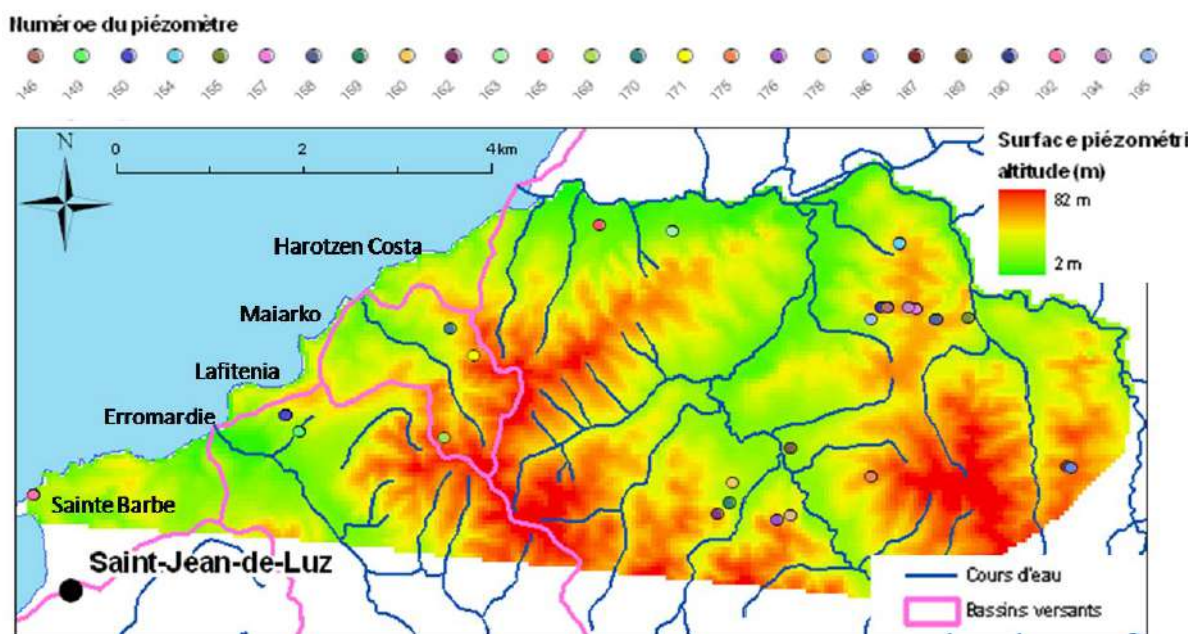 Numéroe du piézomètre
146 149 150 154 155 157 158 159 160 162 163 165 169 170 171 175 176 178 186 187 189 190 192 194 195
N
0 2 4 km
Surface piézométri
altitude (m)
82 m
2 m
Harotzen Costa
Maiarko
Lafitenia
Erromardie
Sainte Barbe
Saint-Jean-de-Luz
Cours d'eau
Bassins versants